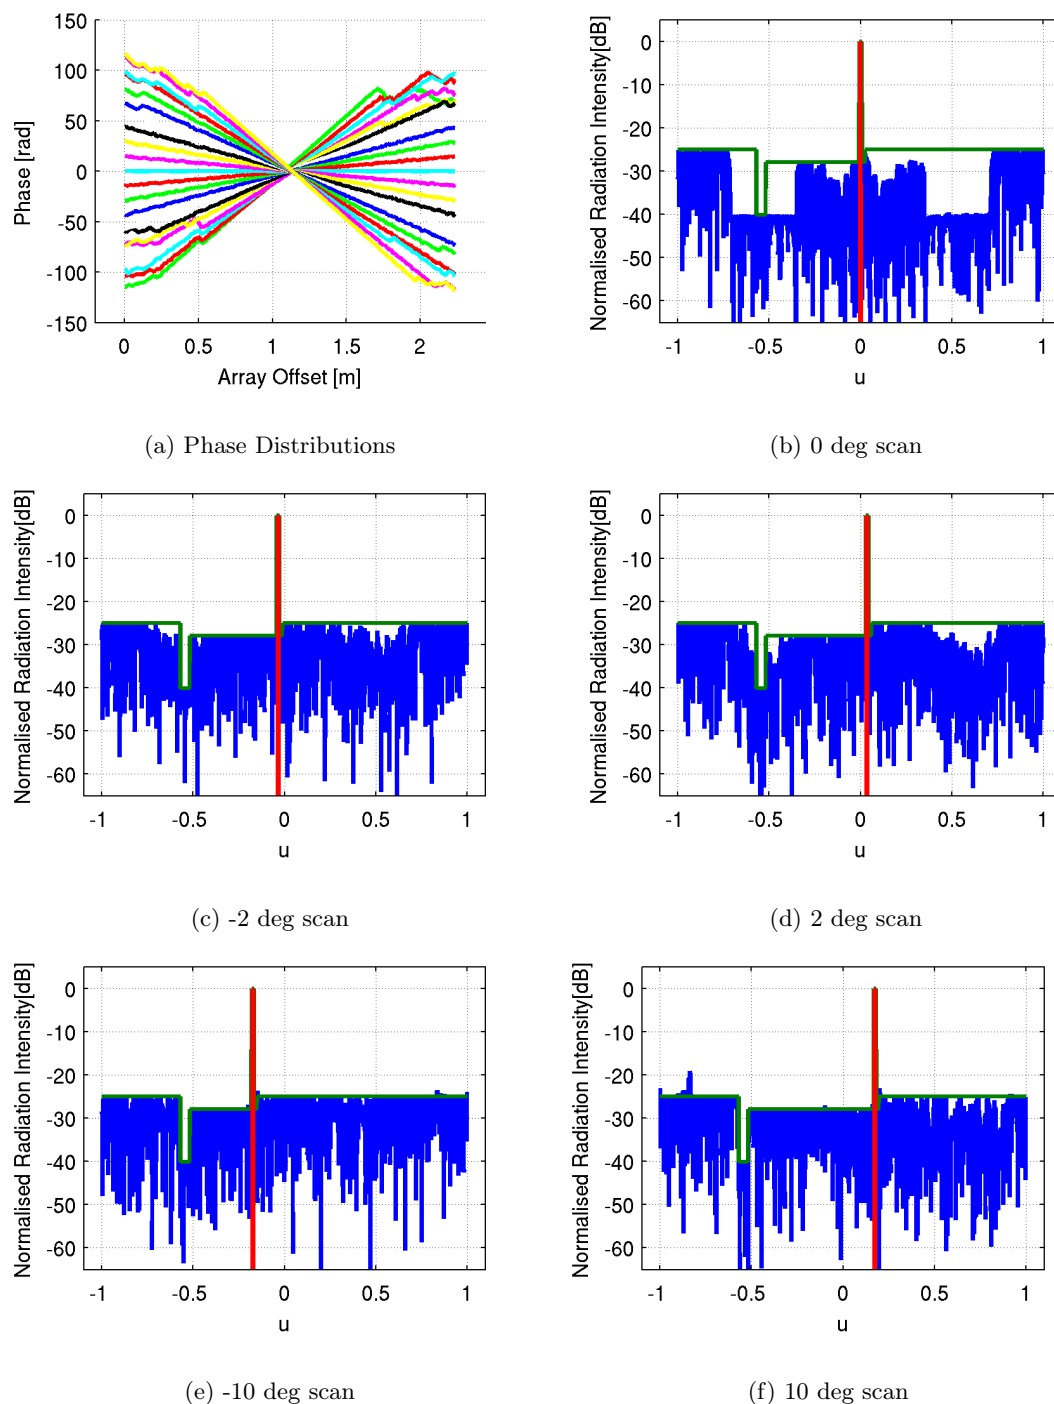 150
100
50
0
-50
-100
-150
Phase [rad]
0 0.5 1 1.5 2
Array Offset [m]
(a) Phase Distributions
0
-10
-20
-30
-40
-50
-60
Normalised Radiation Intensity[dB]
-1 -0.5 0 0.5 1
u
(b) 0 deg scan
0
-10
-20
-30
-40
-50
-60
Normalised Radiation Intensity[dB]
-1 -0.5 0 0.5 1
u
(c) -2 deg scan
0
-10
-20
-30
-40
-50
-60
Normalised Radiation Intensity[dB]
-1 -0.5 0 0.5 1
u
(d) 2 deg scan
0
-10
-20
-30
-40
-50
-60
Normalised Radiation Intensity[dB]
-1 -0.5 0 0.5 1
u
(e) -10 deg scan
0
-10
-20
-30
-40
-50
-60
Normalised Radiation Intensity[dB]
-1 -0.5 0 0.5 1
u
(f) 10 deg scan